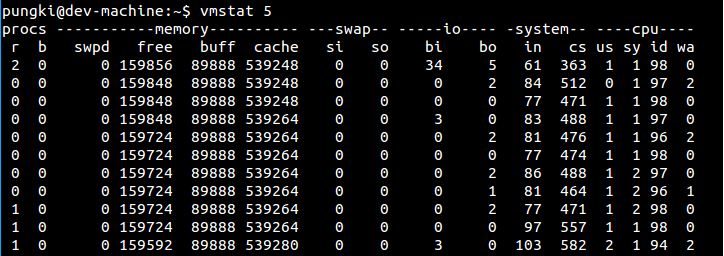 pungki@dev-machine:~$ vmstat 5
procs -----------memory---------- ---swap-- -----io---- -system-- ----cpu----
 r  b   swpd   free   buff  cache   si   so    bi    bo   in   cs us sy id wa
 2  0      0 159856  89888 539248    0    0    34     5   61  363  1  1 98  0
 0  0      0 159848  89888 539248    0    0     0     2   84  512  0  1 97  2
 0  0      0 159848  89888 539248    0    0     0     0   77  471  1  1 98  0
 0  0      0 159848  89888 539264    0    0     3     0   83  488  1  1 97  0
 0  0      0 159724  89888 539264    0    0     0     2   81  476  1  1 96  2
 0  0      0 159724  89888 539264    0    0     0     0   77  474  1  1 98  0
 0  0      0 159724  89888 539264    0    0     0     2   86  488  1  2 97  0
 0  0      0 159724  89888 539264    0    0     0     1   81  464  1  2 96  1
 1  0      0 159724  89888 539264    0    0     0     2   77  471  1  2 98  0
 1  0      0 159724  89888 539264    0    0     0     0   97  557  1  1 98  0
 1  0      0 159592  89888 539280    0    0     3     0  103  582  2  1 94  2